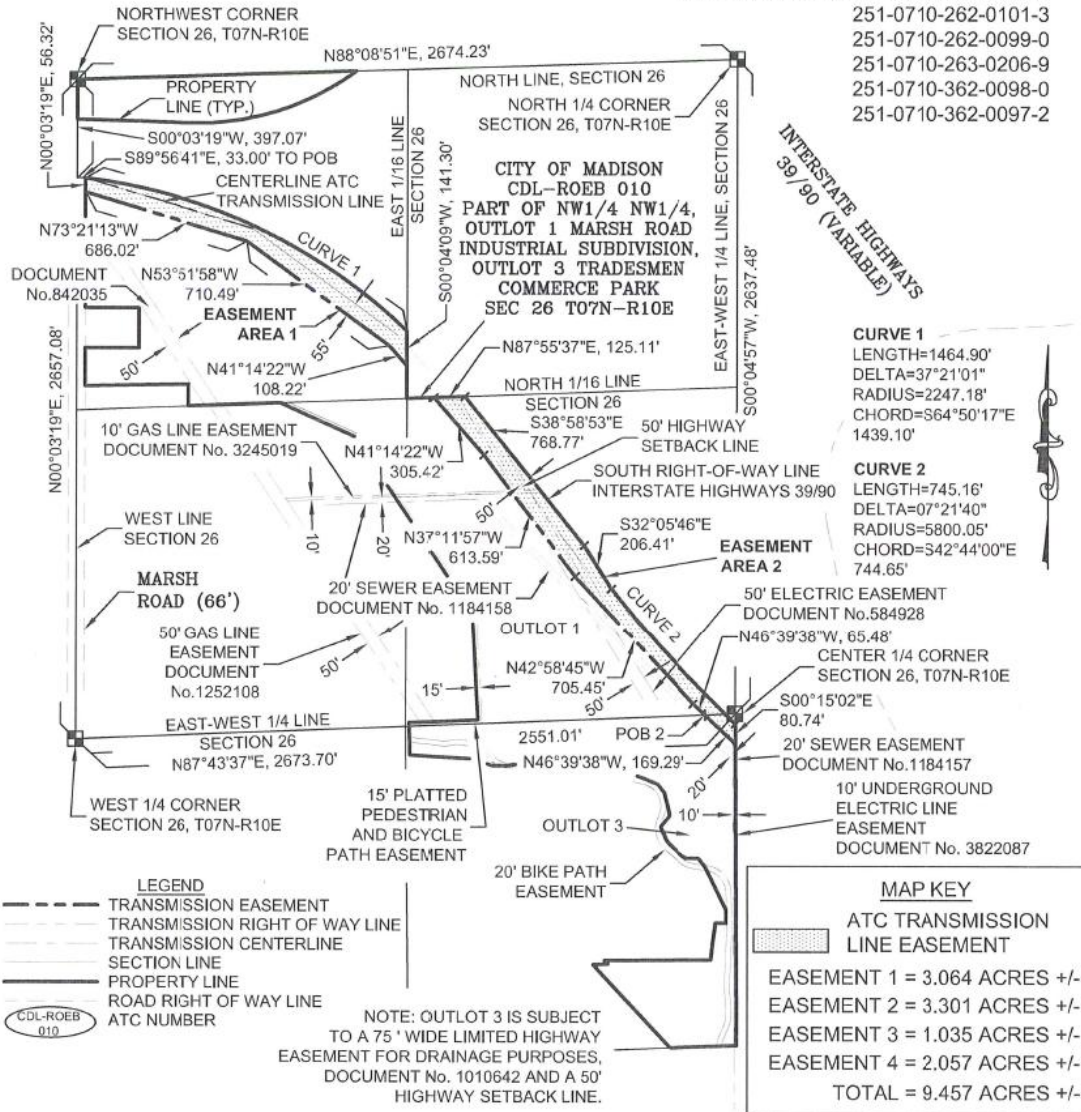 251-0710-262-0101-3
251-0710-262-0099-0
251-0710-263-0206-9
251-0710-362-0098-0
251-0710-362-0097-2
NORTHWEST CORNER
SECTION 26, T07N-R10E
N00°03'19"E, 56.32'
N88°08'51"E, 2674.23'
NORTH LINE, SECTION 26
NORTH 1/4 CORNER
SECTION 26, T07N-R10E
PROPERTY
LINE (TYP.)
S00°03'19"W, 397.07'
S89°56'41"E, 33.00' TO POB
CENTERLINE ATC
TRANSMISSION LINE
EAST 1/16 LINE
SECTION 26
S00°04'09"W, 141.30'
CITY OF MADISON
CDL-ROEB 010
PART OF NW1/4 NW1/4,
OUTLOT 1 MARSH ROAD
INDUSTRIAL SUBDIVISION,
OUTLOT 3 TRADESMEN
COMMERCE PARK
SEC 26 T07N-R10E
EAST-WEST 1/4 LINE, SECTION 26
S00°04'57"W, 2637.48'
INTERSTATE HIGHWAYS
39/90 (VARIABLE)
N73°21'13"W
686.02'
CURVE 1
DOCUMENT
No.842035
N53°51'58"W
710.49'
EASEMENT
AREA 1
50'
55'
N41°14'22"W
108.22'
N87°55'37"E, 125.11'
NORTH 1/16 LINE
SECTION 26
S38°58'53"E
768.77'
CURVE 1
LENGTH=1464.90'
DELTA=37°21'01"
RADIUS=2247.18'
CHORD=S64°50'17"E
1439.10'
CURVE 2
LENGTH=745.16'
DELTA=07°21'40"
RADIUS=5800.05'
CHORD=S42°44'00"E
744.65'
N00°03'19"E, 2657.08'
10' GAS LINE EASEMENT
DOCUMENT No. 3245019
N41°14'22"W
305.42'
50' HIGHWAY
SETBACK LINE
SOUTH RIGHT-OF-WAY LINE
INTERSTATE HIGHWAYS 39/90
50'
WEST LINE
SECTION 26
10'
20'
N37°11'57"W
613.59'
S32°05'46"E
206.41'
EASEMENT
AREA 2
MARSH
ROAD (66')
20' SEWER EASEMENT
DOCUMENT No. 1184158
CURVE 2
50' ELECTRIC EASEMENT
DOCUMENT No.584928
50' GAS LINE
EASEMENT
DOCUMENT
No.1252108
50'
OUTLOT 1
N46°39'38"W, 65.48'
CENTER 1/4 CORNER
SECTION 26, T07N-R10E
N42°58'45"W
705.45'
15'
50'
S00°15'02"E
80.74'
EAST-WEST 1/4 LINE
SECTION 26
N87°43'37"E, 2673.70'
2551.01'
POB 2
N46°39'38"W, 169.29'
20'
20' SEWER EASEMENT
DOCUMENT No.1184157
WEST 1/4 CORNER
SECTION 26, T07N-R10E
15' PLATTED
PEDESTRIAN
AND BICYCLE
PATH EASEMENT
OUTLOT 3
10'
10' UNDERGROUND
ELECTRIC LINE
EASEMENT
DOCUMENT No. 3822087
20' BIKE PATH
EASEMENT
LEGEND
TRANSMISSION EASEMENT
TRANSMISSION RIGHT OF WAY LINE
TRANSMISSION CENTERLINE
SECTION LINE
PROPERTY LINE
ROAD RIGHT OF WAY LINE
CDL-ROEB
010
ATC NUMBER
NOTE: OUTLOT 3 IS SUBJECT
TO A 75 ' WIDE LIMITED HIGHWAY
EASEMENT FOR DRAINAGE PURPOSES,
DOCUMENT No. 1010642 AND A 50'
HIGHWAY SETBACK LINE.
MAP KEY
ATC TRANSMISSION
LINE EASEMENT
EASEMENT 1 = 3.064 ACRES +/-
EASEMENT 2 = 3.301 ACRES +/-
EASEMENT 3 = 1.035 ACRES +/-
EASEMENT 4 = 2.057 ACRES +/-
TOTAL = 9.457 ACRES +/-